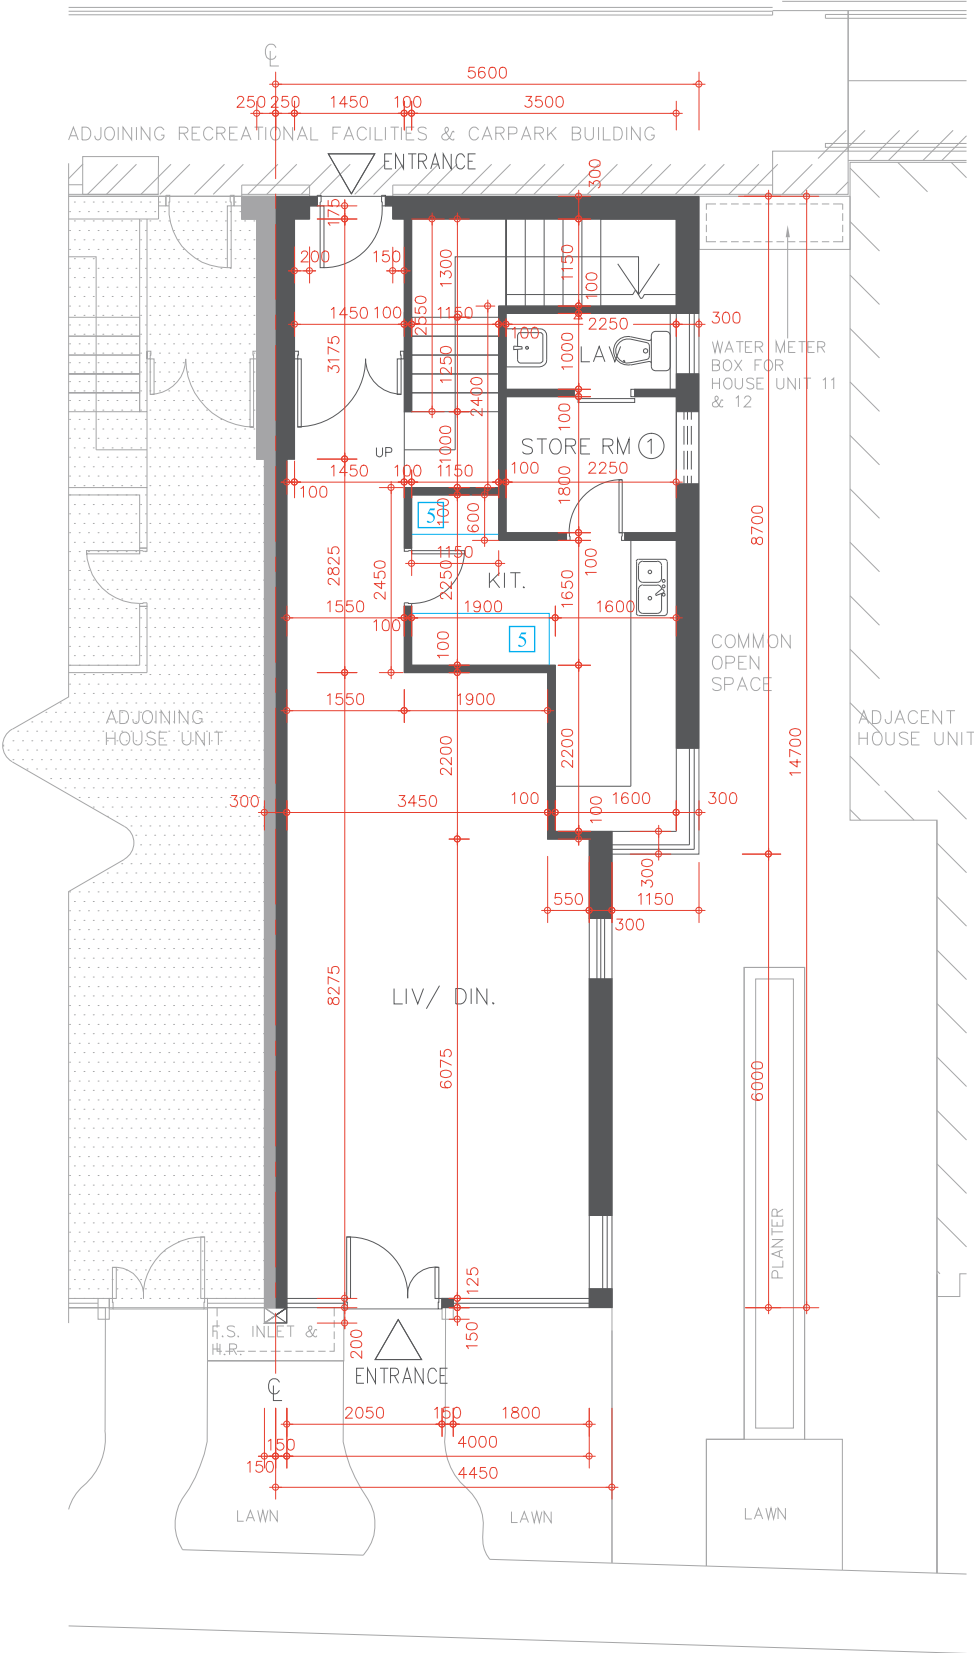 ℄
5600
250 250 1450 100 3500
ADJOINING RECREATIONAL FACILITIES & CARPARK BUILDING
ENTRANCE
300
175
200 150
1300
1150
100
2550
1450 100 1150
100
2250 300
3175
1250
1000
LAV.
WATER METER
BOX FOR
HOUSE UNIT 11
& 12
2400
100
1000
UP
STORE RM 1
1450 100 1150 100 2250
100
1800
100
5
600
8700
2825
2450
1150
2250
KIT.
100
1650
1550 1900 1600
100
100
5
COMMON
OPEN
SPACE
ADJOINING
HOUSE UNIT
1550 1900
ADJACENT
HOUSE UNIT
2200
2200
14700
300 3450 100 1600 300
100
300
550 1150
300
8275
LIV/ DIN.
6075
6000
PLANTER
125
F.S. INLET &
H.R.
200
150
ENTRANCE
℄
2050 150 1800
150 4000
150
4450
LAWN
LAWN
LAWN